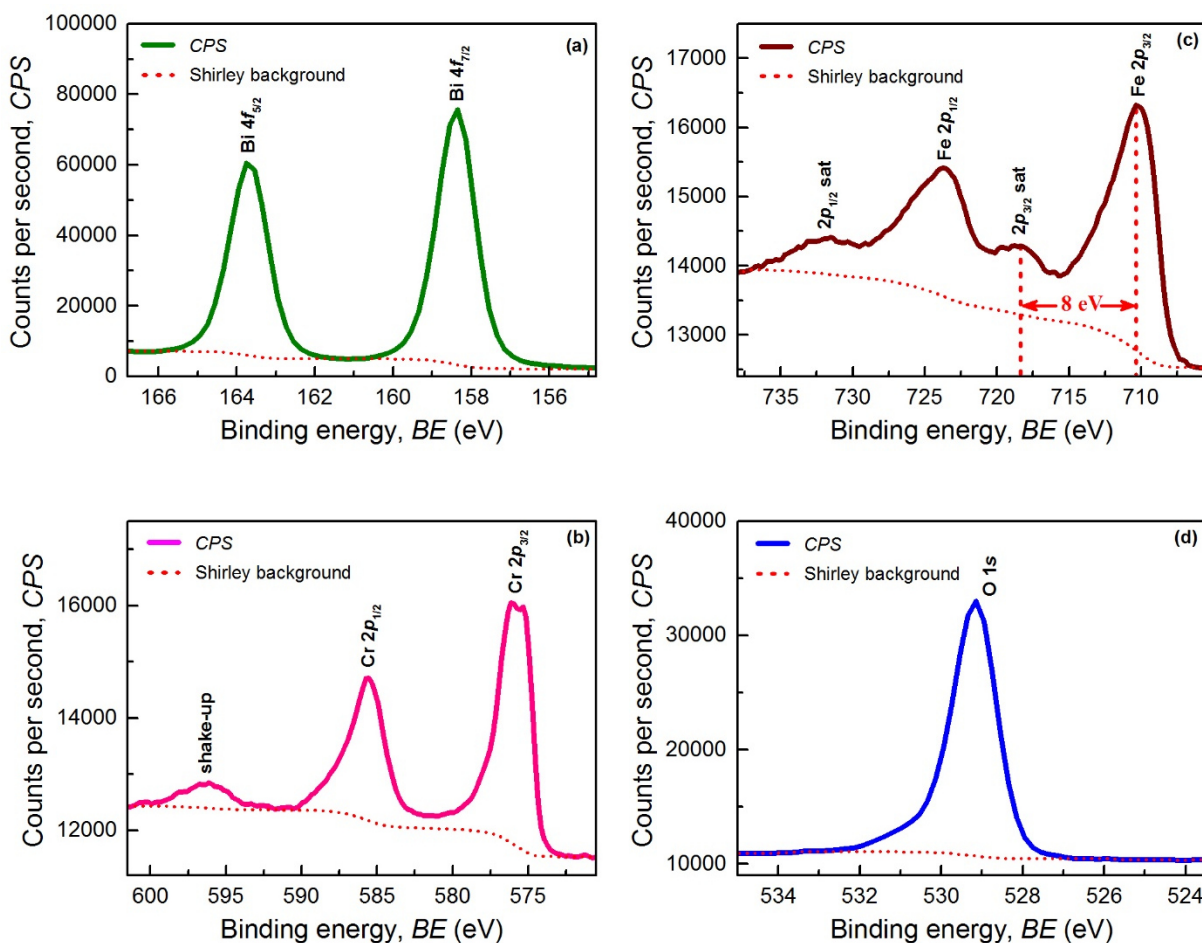 (a)
CPS
Shirley background
Bi 4f5/2
Bi 4f7/2
100000
80000
60000
40000
20000
0
Counts per second, CPS
166 164 162 160 158 156
Binding energy, BE (eV)
(c)
CPS
Shirley background
2p1/2 sat
Fe 2p1/2
2p3/2 sat
Fe 2p3/2
8 eV
17000
16000
15000
14000
13000
Counts per second, CPS
735 730 725 720 715 710
Binding energy, BE (eV)
(b)
CPS
Shirley background
shake-up
Cr 2p1/2
Cr 2p3/2
16000
14000
12000
Counts per second, CPS
600 595 590 585 580 575
Binding energy, BE (eV)
(d)
CPS
Shirley background
O 1s
40000
30000
20000
10000
Counts per second, CPS
534 532 530 528 526 524
Binding energy, BE (eV)